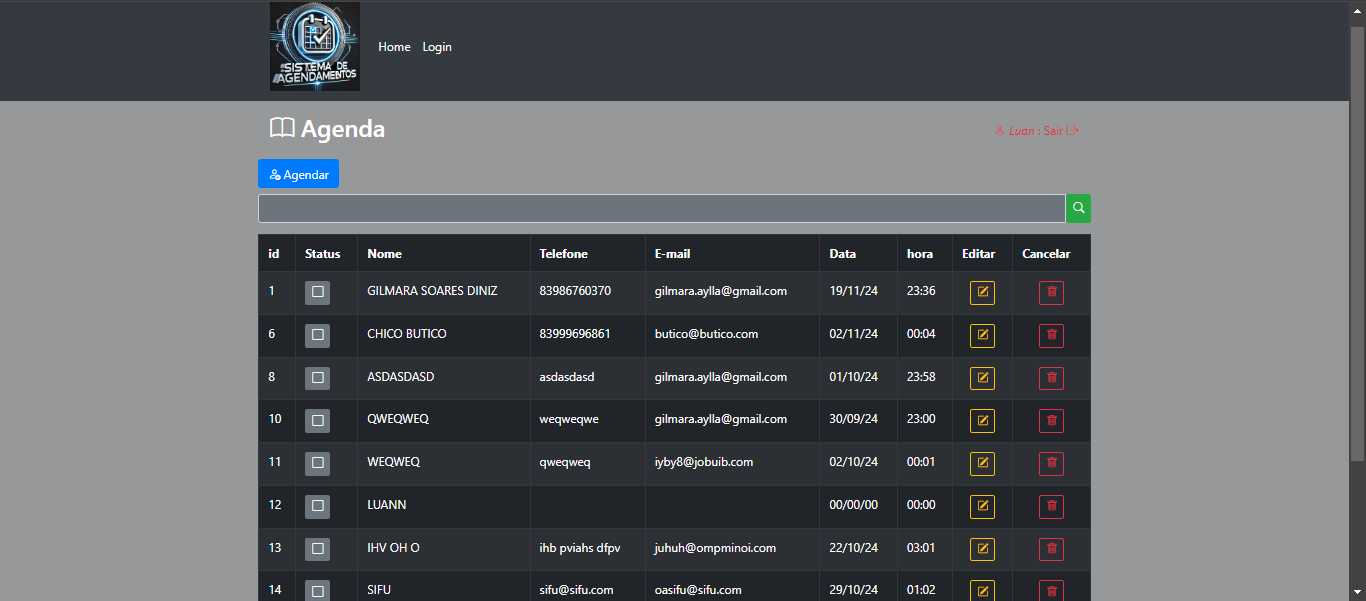 SISTEMA DE
AGENDAMENTOS
Home Login
Agenda
Luan : Sair
Agendar
id Status Nome Telefone E-mail Data hora Editar Cancelar
1 GILMARA SOARES DINIZ 83986760370 gilmara.aylla@gmail.com 19/11/24 23:36
6 CHICO BUTICO 83999696861 butico@butico.com 02/11/24 00:04
8 ASDASDASD asdasdasd gilmara.aylla@gmail.com 01/10/24 23:58
10 QWEQWEQ weqweqwe gilmara.aylla@gmail.com 30/09/24 23:00
11 WEQWEQ qweqweq iyby8@jobuib.com 02/10/24 00:01
12 LUANN 00/00/00 00:00
13 IHV OH O ihb pviahs dfpv juhuh@ompminoi.com 22/10/24 03:01
14 SIFU sifu@sifu.com oasifu@sifu.com 29/10/24 01:02